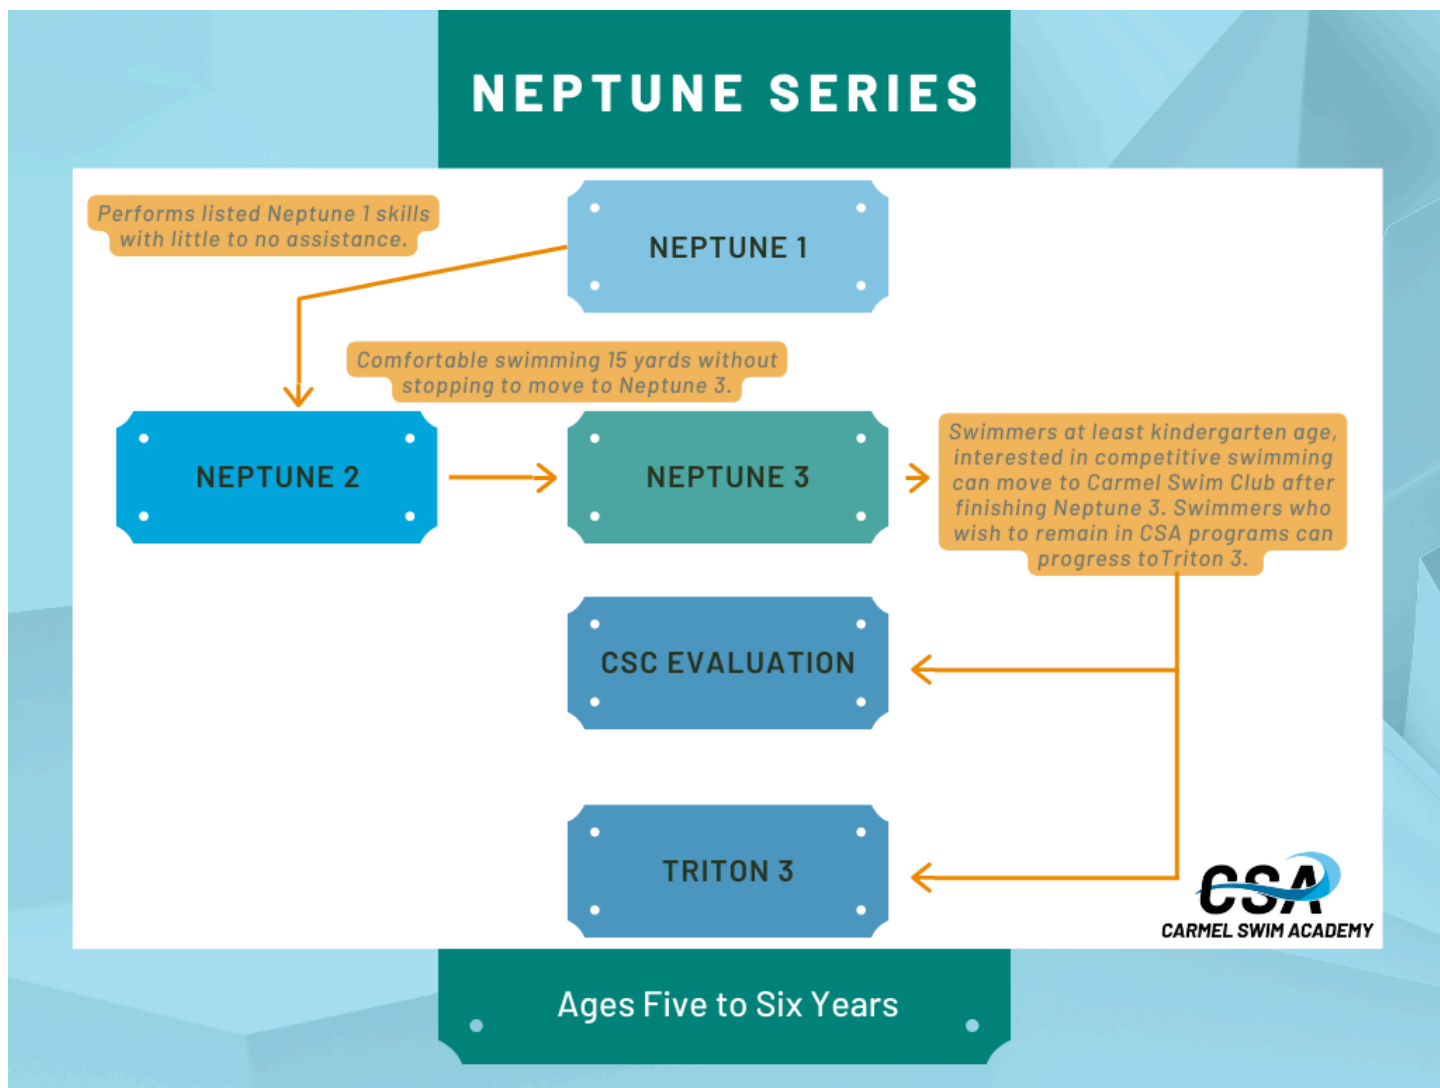 NEPTUNE SERIES
Performs listed Neptune 1 skills
with little to no assistance.
NEPTUNE 1
Comfortable swimming 15 yards without
stopping to move to Neptune 3.
NEPTUNE 2
NEPTUNE 3
Swimmers at least kindergarten age,
interested in competitive swimming
can move to Carmel Swim Club after
finishing Neptune 3. Swimmers who
wish to remain in CSA programs can
progress toTriton 3.
CSC EVALUATION
TRITON 3
CSA
CARMEL SWIM ACADEMY
Ages Five to Six Years